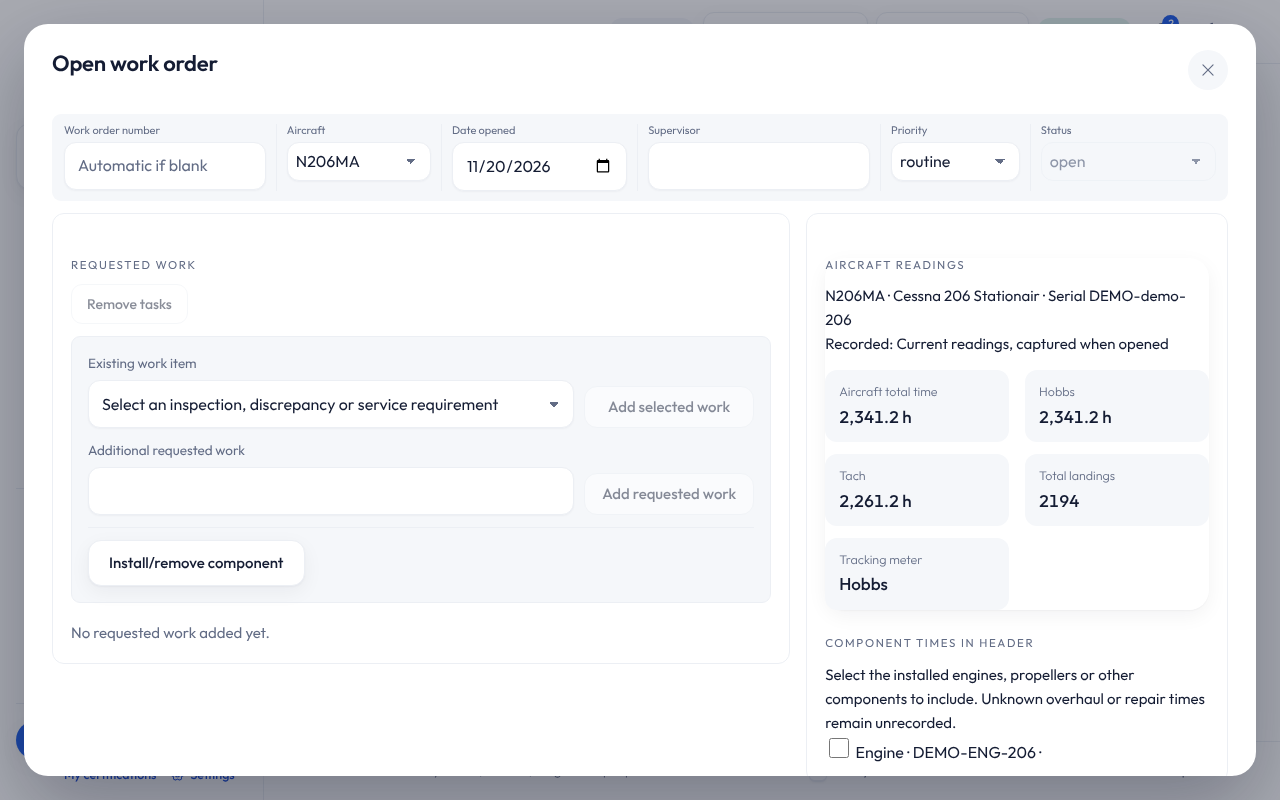 Open work order
Work order number
Automatic if blank
Aircraft
N206MA
Date opened
11/20/2026
Supervisor
Priority
routine
Status
open
REQUESTED WORK
Remove tasks
Existing work item
Select an inspection, discrepancy or service requirement
Add selected work
Additional requested work
Add requested work
Install/remove component
No requested work added yet.
AIRCRAFT READINGS
N206MA · Cessna 206 Stationair · Serial DEMO-demo-
206
Recorded: Current readings, captured when opened
Aircraft total time
2,341.2 h
Hobbs
2,341.2 h
Tach
2,261.2 h
Total landings
2194
Tracking meter
Hobbs
COMPONENT TIMES IN HEADER
Select the installed engines, propellers or other
components to include. Unknown overhaul or repair times
remain unrecorded.
Engine · DEMO-ENG-206 ·
My certifications
Settings